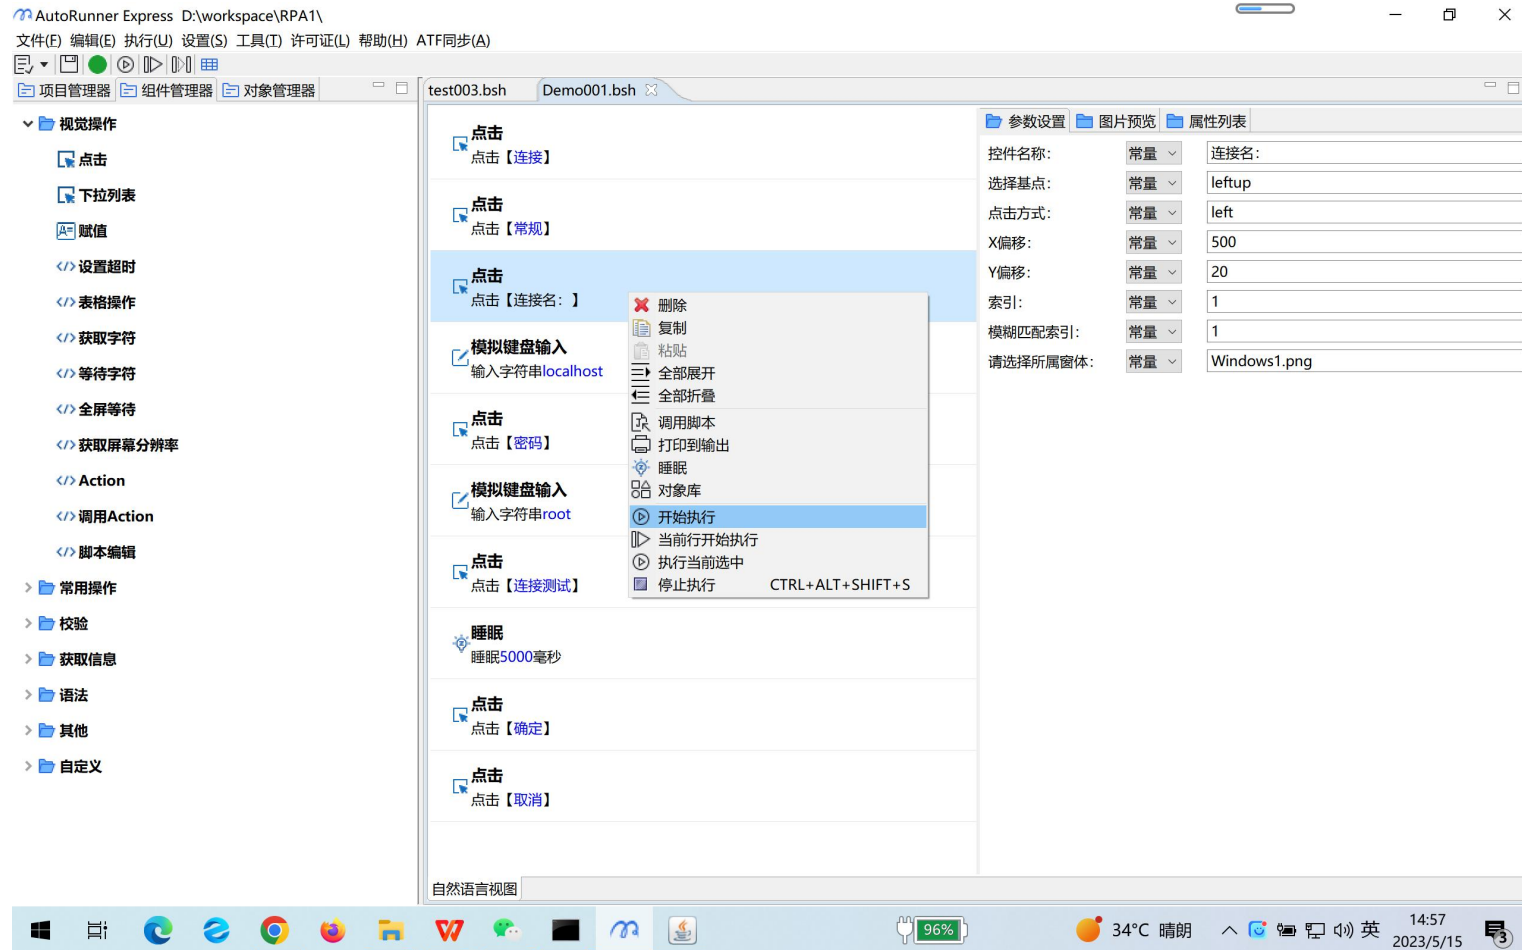 AutoRunner Express D:\workspace\RPA1\
文件(F) 编辑(E) 执行(U) 设置(S) 工具(T) 许可证(L) 帮助(H) ATF同步(A)
项目管理器 组件管理器 对象管理器
test003.bsh Demo001.bsh
视觉操作
点击
下拉列表
A= 赋值
</> 设置超时
</> 表格操作
</> 获取字符
</> 等待字符
</> 全屏等待
</> 获取屏幕分辨率
</> Action
</> 调用Action
</> 脚本编辑
常用操作
校验
获取信息
语法
其他
自定义
点击
点击【连接】
点击
点击【常规】
点击
点击【连接名：】
模拟键盘输入
输入字符串localhost
点击
点击【密码】
模拟键盘输入
输入字符串root
点击
点击【连接测试】
睡眠
睡眠5000毫秒
点击
点击【确定】
点击
点击【取消】
自然语言视图
删除
复制
粘贴
全部展开
全部折叠
调用脚本
打印到输出
睡眠
对象库
开始执行
当前行开始执行
执行当前选中
停止执行 CTRL+ALT+SHIFT+S
参数设置 图片预览 属性列表
控件名称： 常量 连接名：
选择基点： 常量 leftup
点击方式： 常量 left
X偏移： 常量 500
Y偏移： 常量 20
索引： 常量 1
模糊匹配索引： 常量 1
请选择所属窗体： 常量 Windows1.png
96%
34°C 晴朗
英
14:57
2023/5/15
3